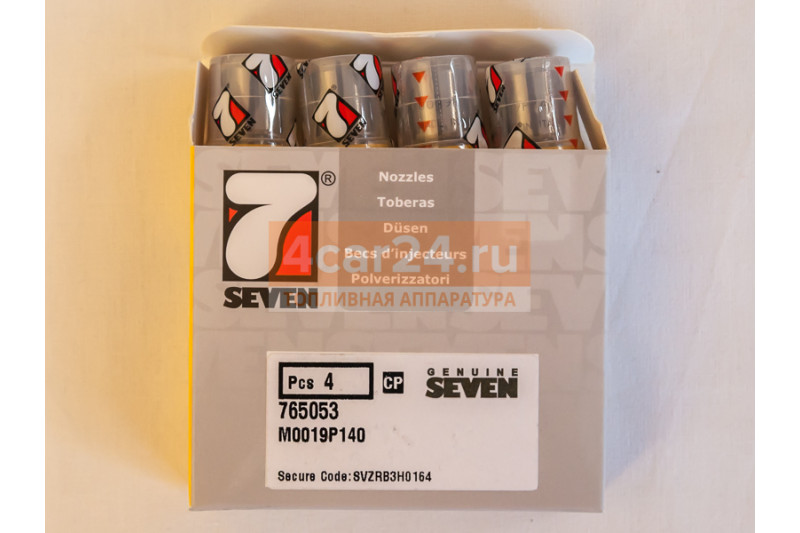 7
®
SEVEN
Nozzles
Toberas
Düsen
Becs d'injecteurs
Polverizzatori
4car24.ru
ТОПЛИВНАЯ АППАРАТУРА
Pcs 4
CP
GENUINE
SEVEN
765053
M0019P140
Secure Code: SVZRB3H0164